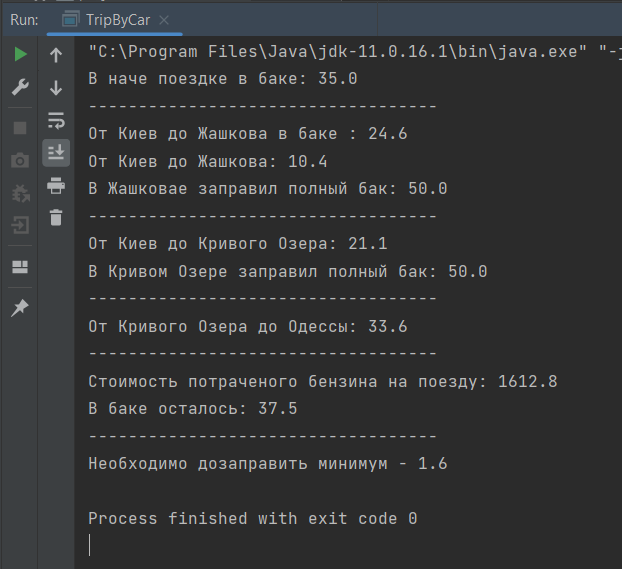 Run:
TripByCar
"C:\Program Files\Java\jdk-11.0.16.1\bin\java.exe" "-j
В наче поездке в баке: 35.0
-----------------------------------
От Киев до Жашкова в баке : 24.6
От Киев до Жашкова: 10.4
В Жашковае заправил полный бак: 50.0
-----------------------------------
От Киев до Кривого Озера: 21.1
В Кривом Озере заправил полный бак: 50.0
-----------------------------------
От Кривого Озера до Одессы: 33.6
-----------------------------------
Стоимость потраченого бензина на поезду: 1612.8
В баке осталось: 37.5
-----------------------------------
Необходимо дозаправить минимум - 1.6
Process finished with exit code 0